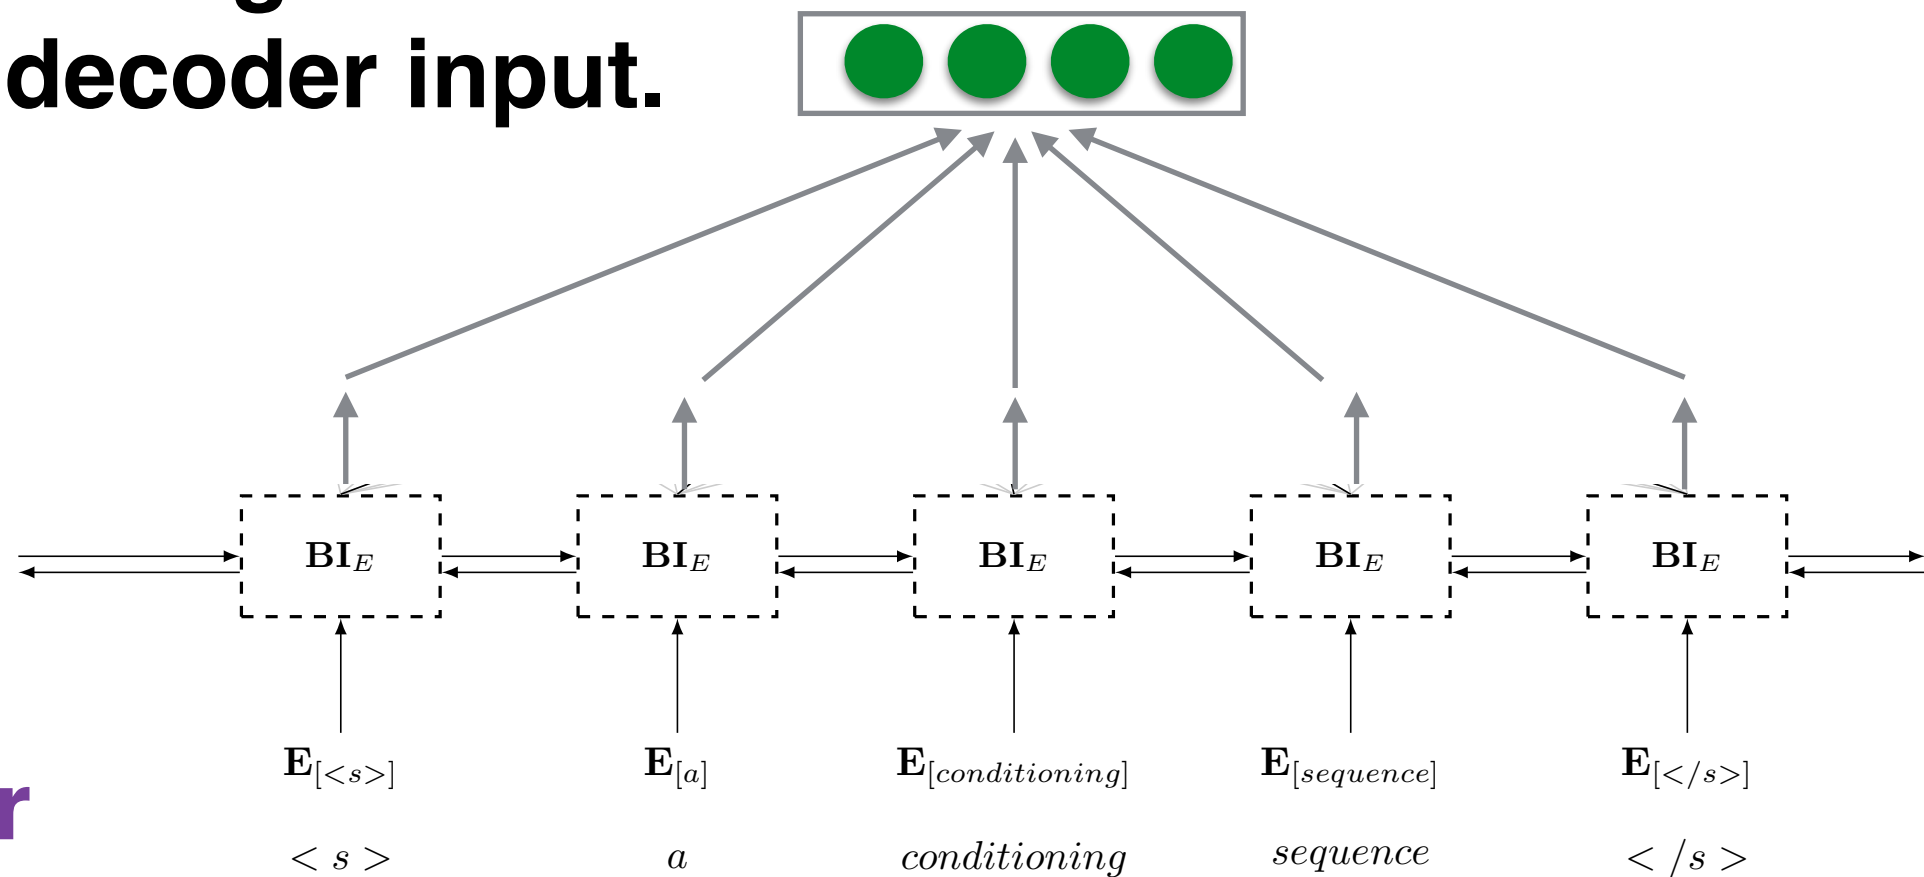 decoder input.
BI_E BI_E BI_E BI_E BI_E
E_[<s>] E_[a] E_[conditioning] E_[sequence] E_[</s>]
r
< s > a conditioning sequence < /s >